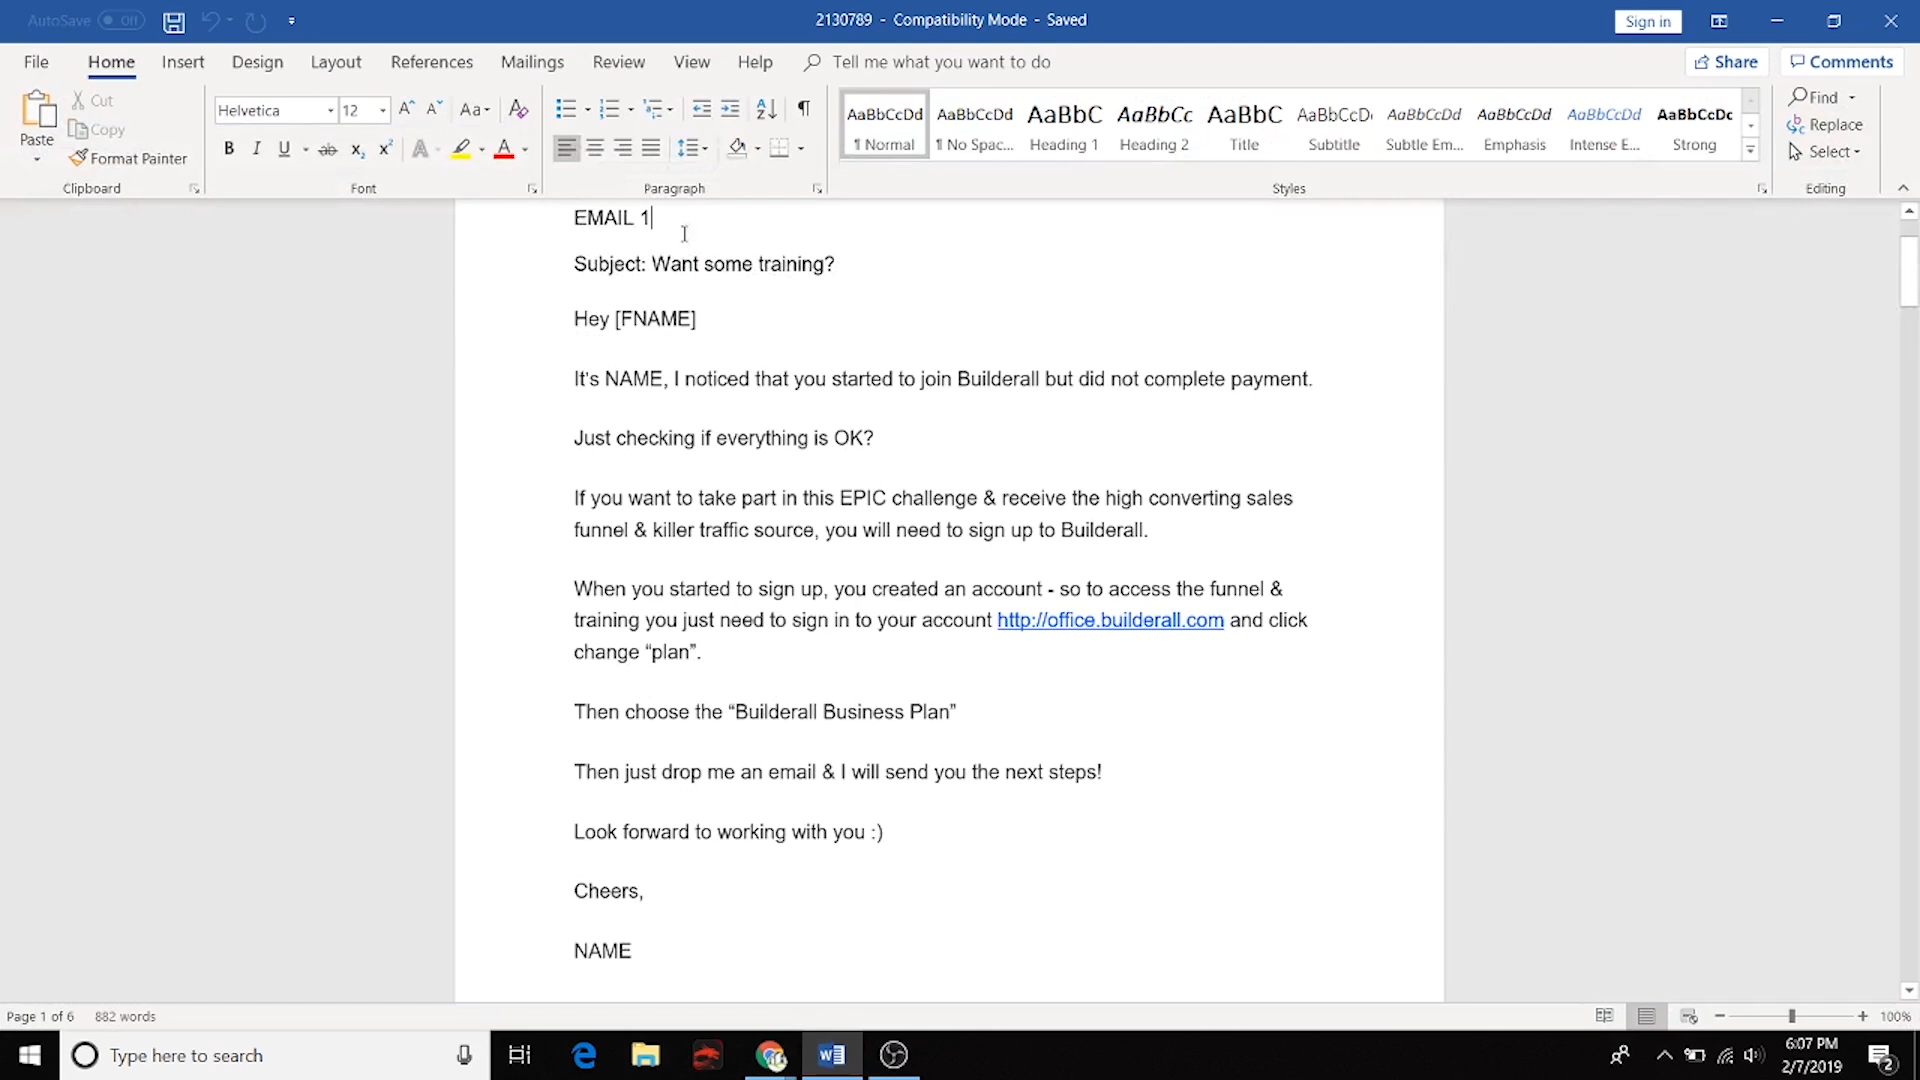 AutoSave Off 2130789 - Compatibility Mode - Saved Sign in
File Home Insert Design Layout References Mailings Review View Help Tell me what you want to do Share Comments
Paste Cut Copy Format Painter Clipboard
Helvetica 12 Aa B I U ab x₂ x² A A Font
Paragraph
AaBbCcDd AaBbCcDd AaBbC AaBbCc AaBbC AaBbCcD AaBbCcDd AaBbCcDd AaBbCcDd AaBbCcDc
¶ Normal ¶ No Spac... Heading 1 Heading 2 Title Subtitle Subtle Em... Emphasis Intense E... Strong
Styles
Find Replace Select Editing
EMAIL 1
Subject: Want some training?
Hey [FNAME]
It's NAME, I noticed that you started to join Builderall but did not complete payment.
Just checking if everything is OK?
If you want to take part in this EPIC challenge & receive the high converting sales
funnel & killer traffic source, you will need to sign up to Builderall.
When you started to sign up, you created an account - so to access the funnel &
training you just need to sign in to your account http://office.builderall.com and click
change “plan”.
Then choose the “Builderall Business Plan”
Then just drop me an email & I will send you the next steps!
Look forward to working with you :)
Cheers,
NAME
Page 1 of 6 882 words 100%
Type here to search
6:07 PM
2/7/2019
2